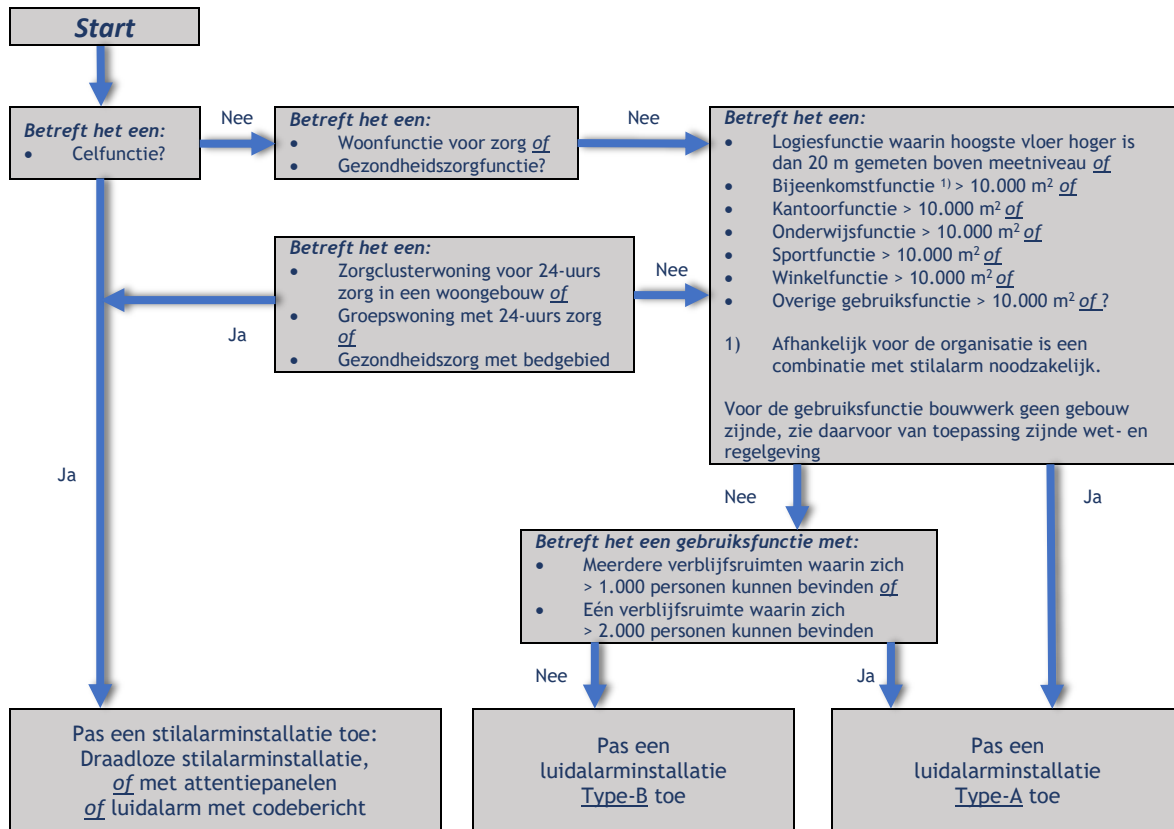 Start
Betreft het een:
• Celfunctie?
Nee
Betreft het een:
• Woonfunctie voor zorg of
• Gezondheidszorgfunctie?
Nee
Betreft het een:
• Logiesfunctie waarin hoogste vloer hoger is
dan 20 m gemeten boven meetniveau of
• Bijeenkomstfunctie ¹⁾ > 10.000 m² of
• Kantoorfunctie > 10.000 m² of
• Onderwijsfunctie > 10.000 m² of
• Sportfunctie > 10.000 m² of
• Winkelfunctie > 10.000 m² of
• Overige gebruiksfunctie > 10.000 m² of ?
1) Afhankelijk voor de organisatie is een
combinatie met stilalarm noodzakelijk.
Voor de gebruiksfunctie bouwwerk geen gebouw
zijnde, zie daarvoor van toepassing zijnde wet- en
regelgeving
Betreft het een:
• Zorgclusterwoning voor 24-uurs
zorg in een woongebouw of
• Groepswoning met 24-uurs zorg
of
• Gezondheidszorg met bedgebied
Nee
Ja
Ja
Nee
Ja
Betreft het een gebruiksfunctie met:
• Meerdere verblijfsruimten waarin zich
> 1.000 personen kunnen bevinden of
• Eén verblijfsruimte waarin zich
> 2.000 personen kunnen bevinden
Nee
Ja
Pas een stilalarminstallatie toe:
Draadloze stilalarminstallatie,
of met attentiepanelen
of luidalarm met codebericht
Pas een
luidalarminstallatie
Type-B toe
Pas een
luidalarminstallatie
Type-A toe